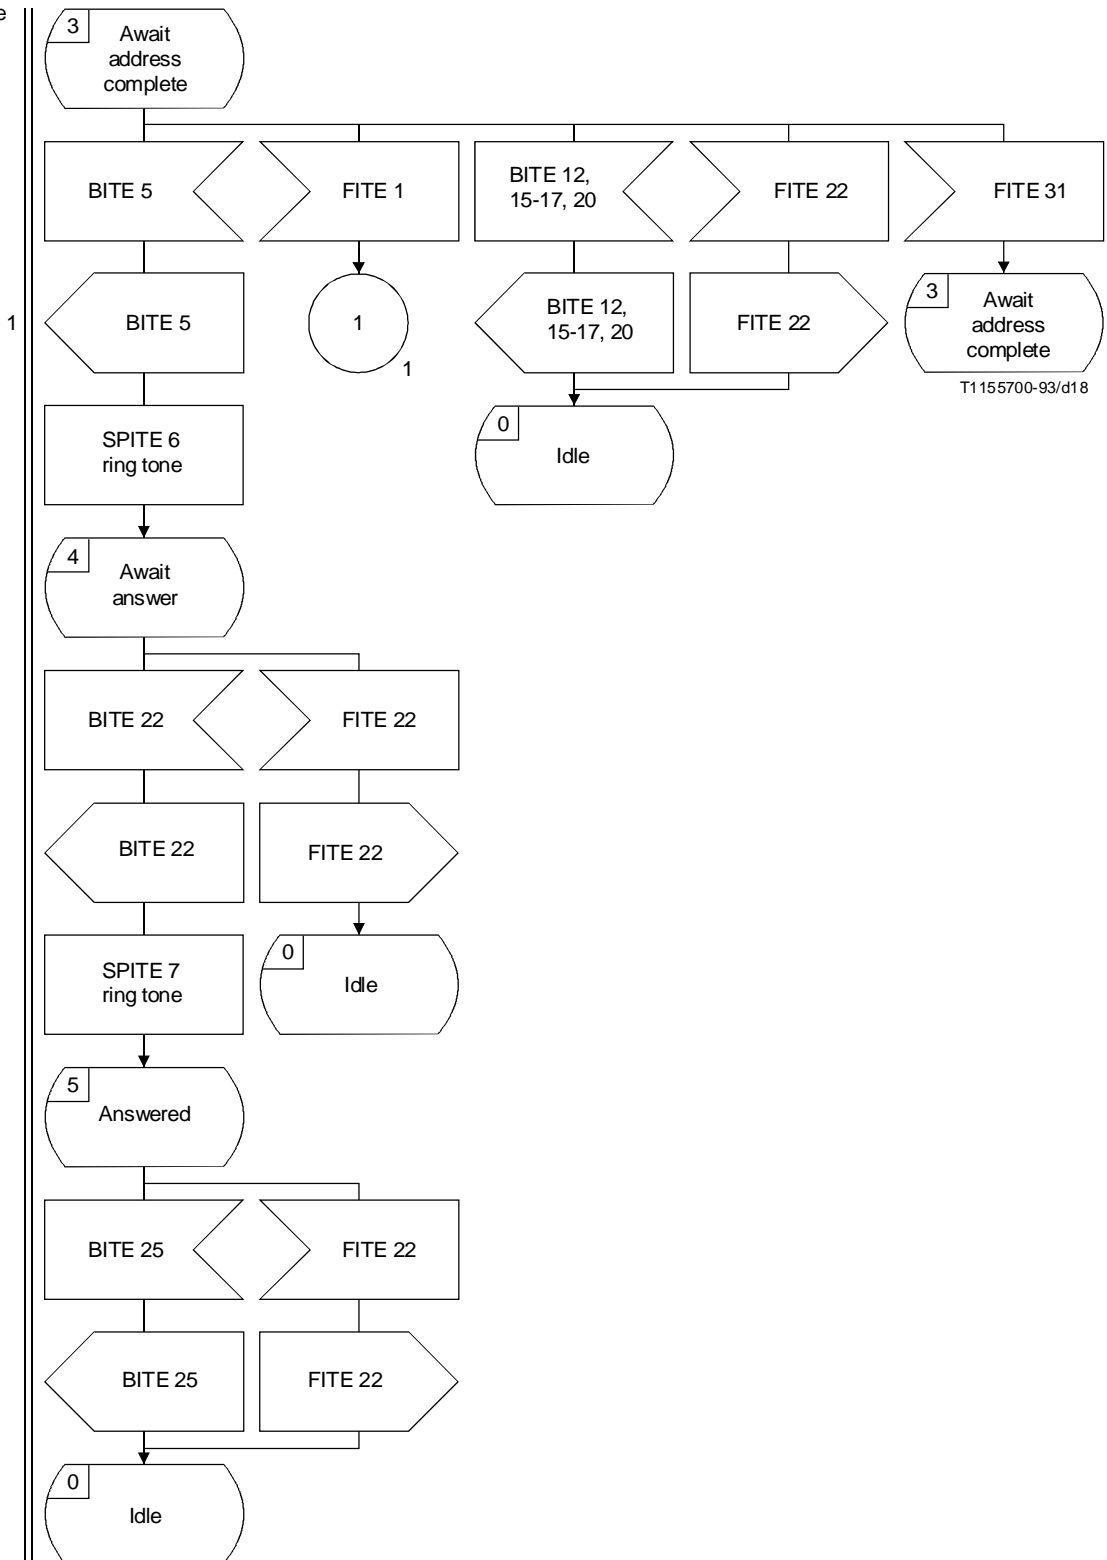 e
3
Await
address
complete
BITE 5
FITE 1
BITE 12,
15-17, 20
FITE 22
FITE 31
1
BITE 5
1
1
BITE 12,
15-17, 20
FITE 22
3
Await
address
complete
T1155700-93/d18
SPITE 6
ring tone
0
Idle
4
Await
answer
BITE 22
FITE 22
BITE 22
FITE 22
SPITE 7
ring tone
0
Idle
5
Answered
BITE 25
FITE 22
BITE 25
FITE 22
0
Idle